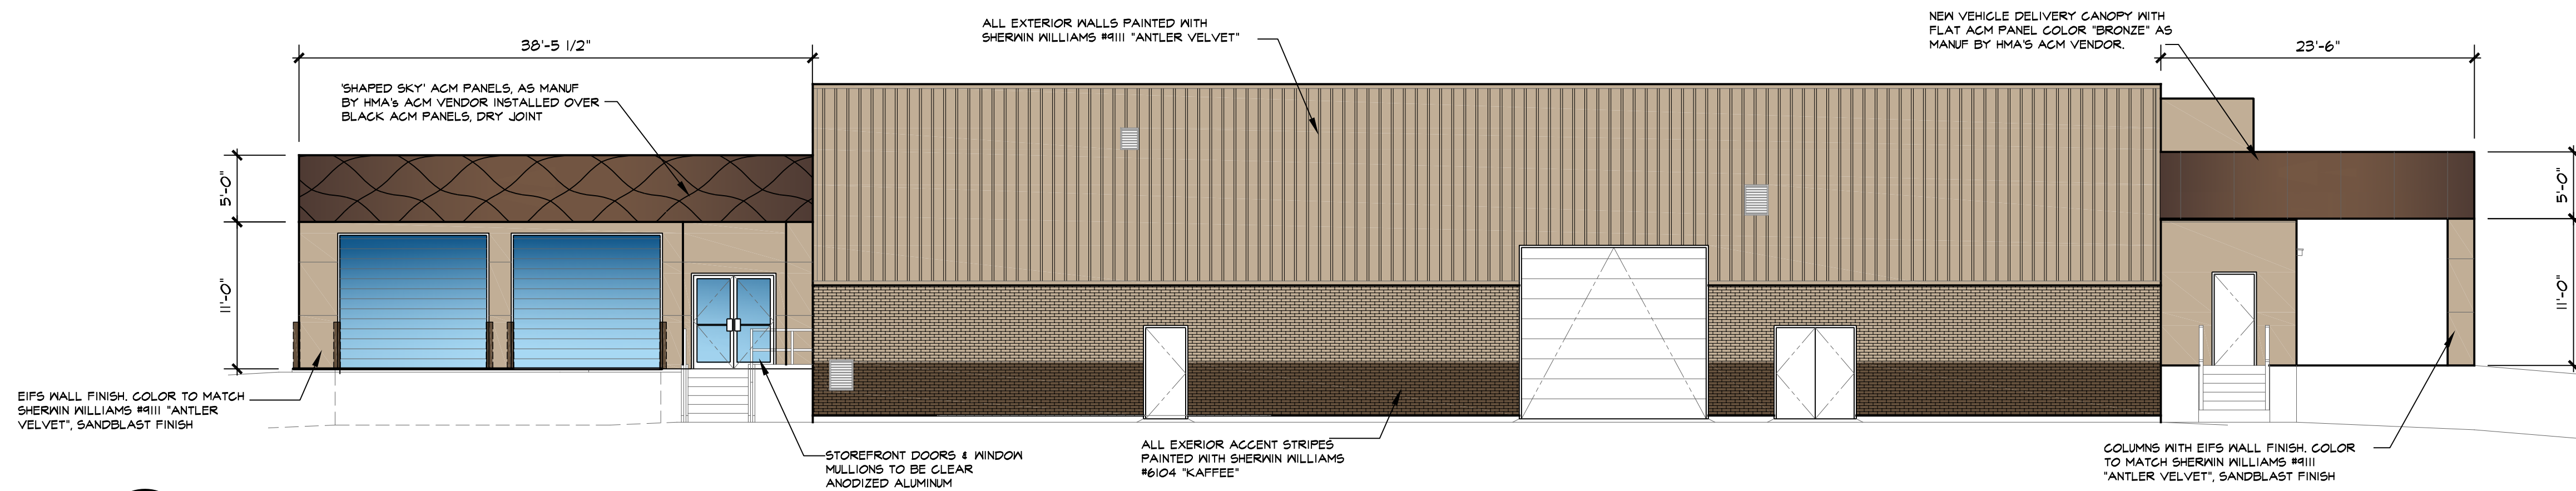 ALL EXTERIOR WALLS PAINTED WITH
SHERWIN WILLIAMS #9111 "ANTLER VELVET"
NEW VEHICLE DELIVERY CANOPY WITH
FLAT ACM PANEL COLOR "BRONZE" AS
MANUF BY HMA'S ACM VENDOR.
38'-5 1/2"
23'-6"
'SHAPED SKY' ACM PANELS, AS MANUF
BY HMA's ACM VENDOR INSTALLED OVER
BLACK ACM PANELS, DRY JOINT
5'-0"
11'-0"
5'-0"
11'-0"
EIFS WALL FINISH. COLOR TO MATCH
SHERWIN WILLIAMS #9111 "ANTLER
VELVET", SANDBLAST FINISH
STOREFRONT DOORS & WINDOW
MULLIONS TO BE CLEAR
ANODIZED ALUMINUM
ALL EXERIOR ACCENT STRIPES
PAINTED WITH SHERWIN WILLIAMS
#6104 "KAFFEE"
COLUMNS WITH EIFS WALL FINISH. COLOR
TO MATCH SHERWIN WILLIAMS #9111
"ANTLER VELVET", SANDBLAST FINISH